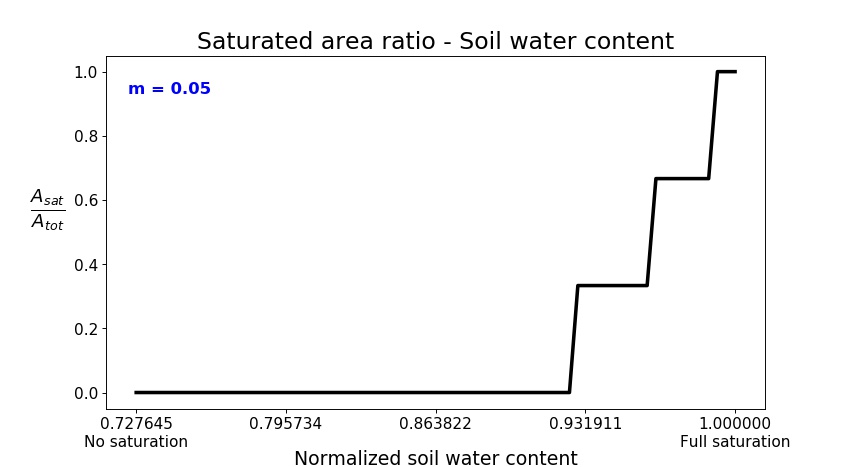 Saturated area ratio - Soil water content
m = 0.05
1.0
0.8
0.6
0.4
0.2
0.0
A_sat
A_tot
0.727645 0.795734 0.863822 0.931911 1.000000
No saturation Full saturation
Normalized soil water content